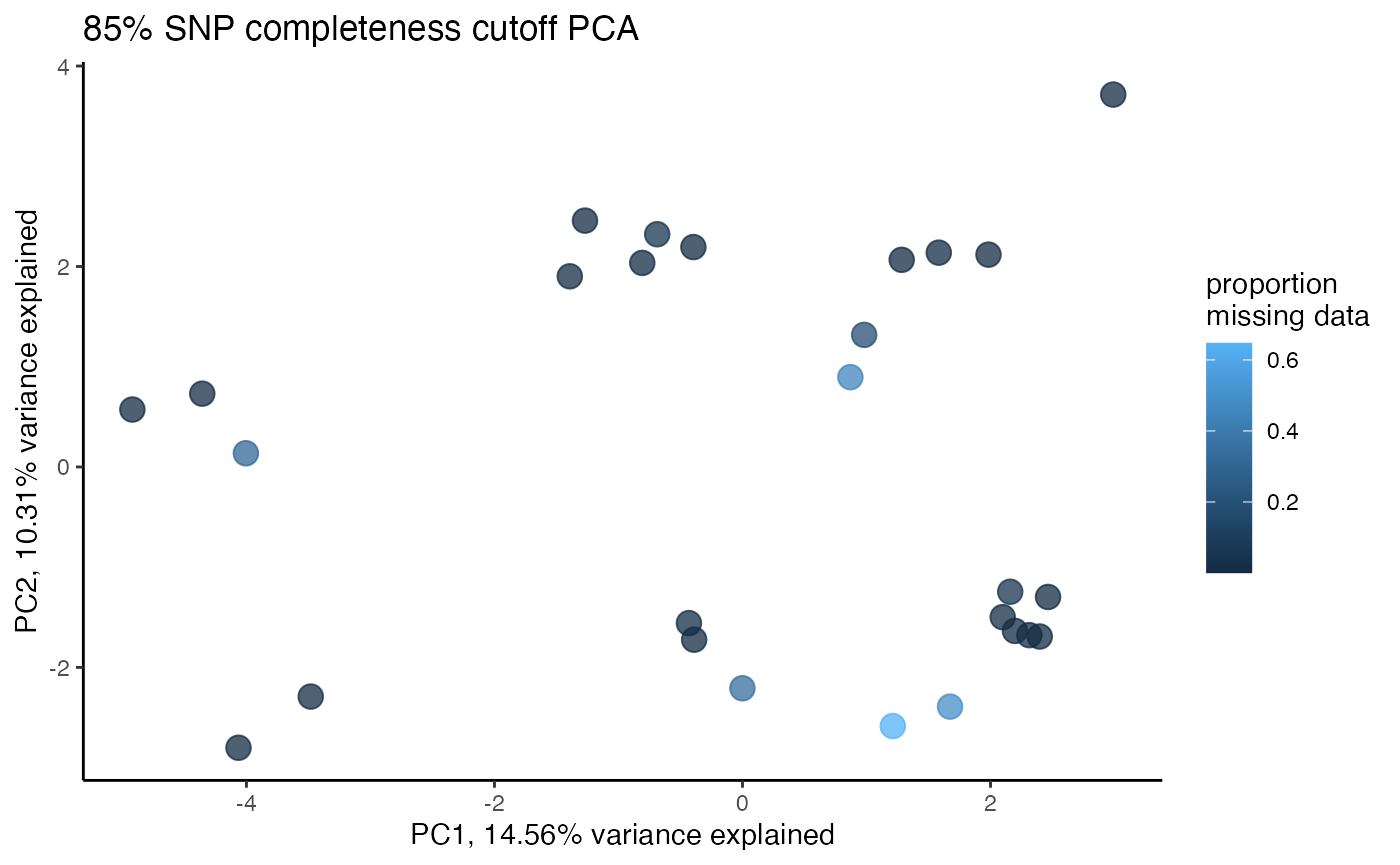 85% SNP completeness cutoff PCA
4
2
0
-2
PC2, 10.31% variance explained
-4
-2
0
2
PC1, 14.56% variance explained
proportion
missing data
0.6
0.4
0.2